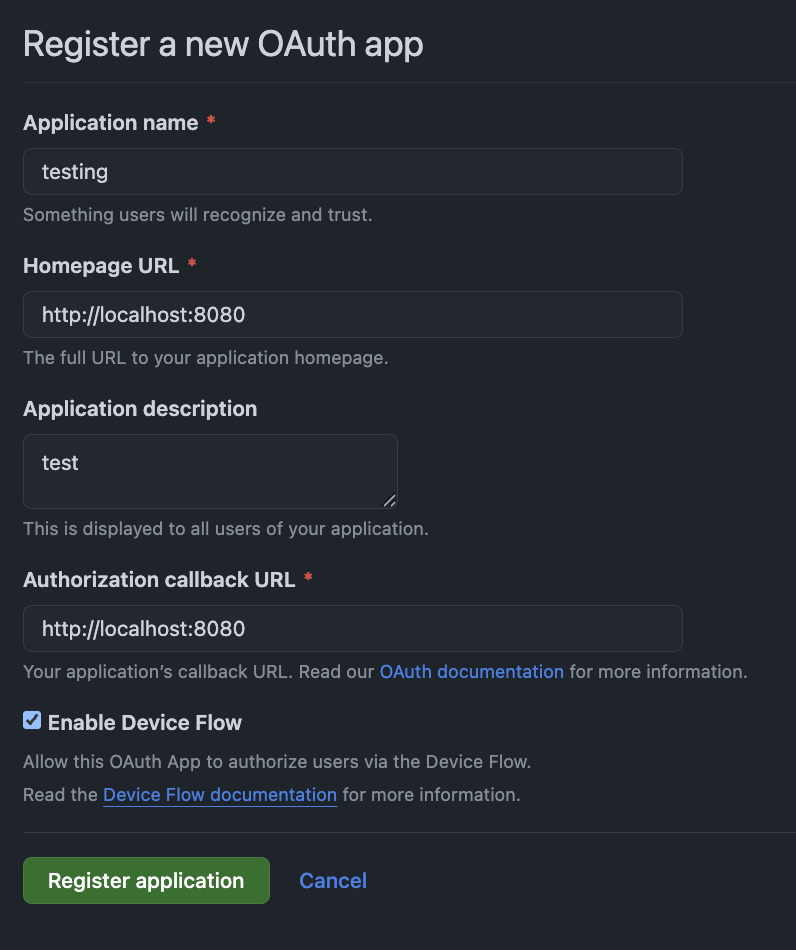 Register a new OAuth app
Application name *
testing
Something users will recognize and trust.
Homepage URL *
http://localhost:8080
The full URL to your application homepage.
Application description
test
This is displayed to all users of your application.
Authorization callback URL *
http://localhost:8080
Your application’s callback URL. Read our OAuth documentation for more information.
Enable Device Flow
Allow this OAuth App to authorize users via the Device Flow.
Read the Device Flow documentation for more information.
Register application Cancel